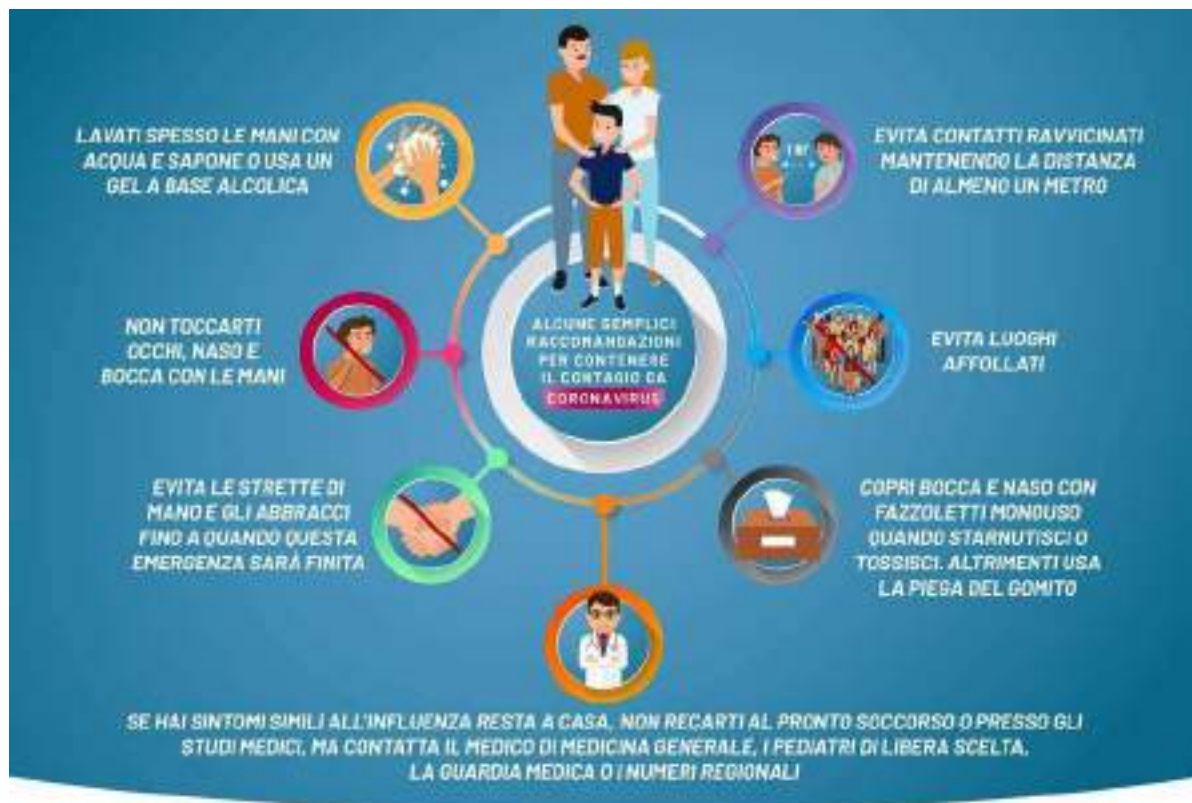 LAVATI SPESSO LE MANI CON
ACQUA E SAPONE O USA UN
GEL A BASE ALCOLICA
EVITA CONTATTI RAVVICINATI
MANTENENDO LA DISTANZA
DI ALMENO UN METRO
1 M
NON TOCCARTI
OCCHI, NASO E
BOCCA CON LE MANI
ALCUNE SEMPLICI
RACCOMANDAZIONI
PER CONTENERE
IL CONTAGIO DA
CORONAVIRUS
EVITA LUOGHI
AFFOLLATI
EVITA LE STRETTE DI
MANO E GLI ABBRACCI
FINO A QUANDO QUESTA
EMERGENZA SARÀ FINITA
COPRI BOCCA E NASO CON
FAZZOLETTI MONOUSO
QUANDO STARNUTISCI O
TOSSISCI. ALTRIMENTI USA
LA PIEGA DEL GOMITO
SE HAI SINTOMI SIMILI ALL'INFLUENZA RESTA A CASA, NON RECARTI AL PRONTO SOCCORSO O PRESSO GLI
STUDI MEDICI, MA CONTATTA IL MEDICO DI MEDICINA GENERALE, I PEDIATRI DI LIBERA SCELTA,
LA GUARDIA MEDICA O I NUMERI REGIONALI